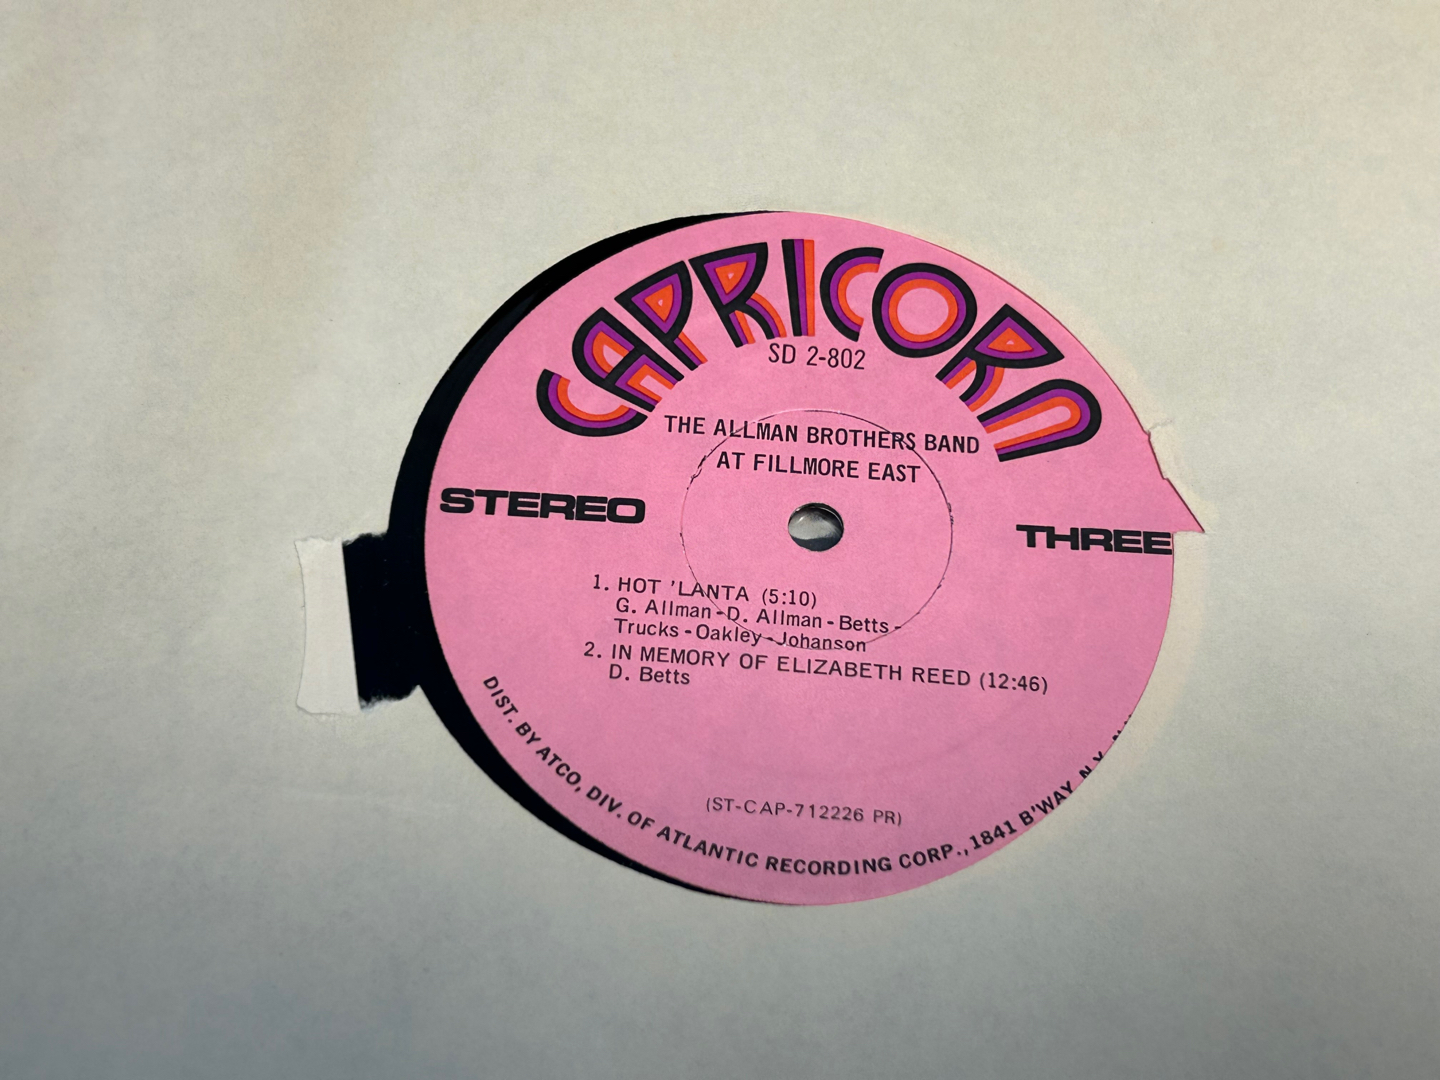 CAPRICORN
SD 2-802
THE ALLMAN BROTHERS BAND
AT FILLMORE EAST
STEREO
THREE
1. HOT 'LANTA (5:10)
G. Allman - D. Allman - Betts -
Trucks - Oakley - Johanson
2. IN MEMORY OF ELIZABETH REED (12:46)
D. Betts
(ST-CAP-712226 PR)
DIST. BY ATCO, DIV. OF ATLANTIC RECORDING CORP., 1841 B'WAY, N.Y.